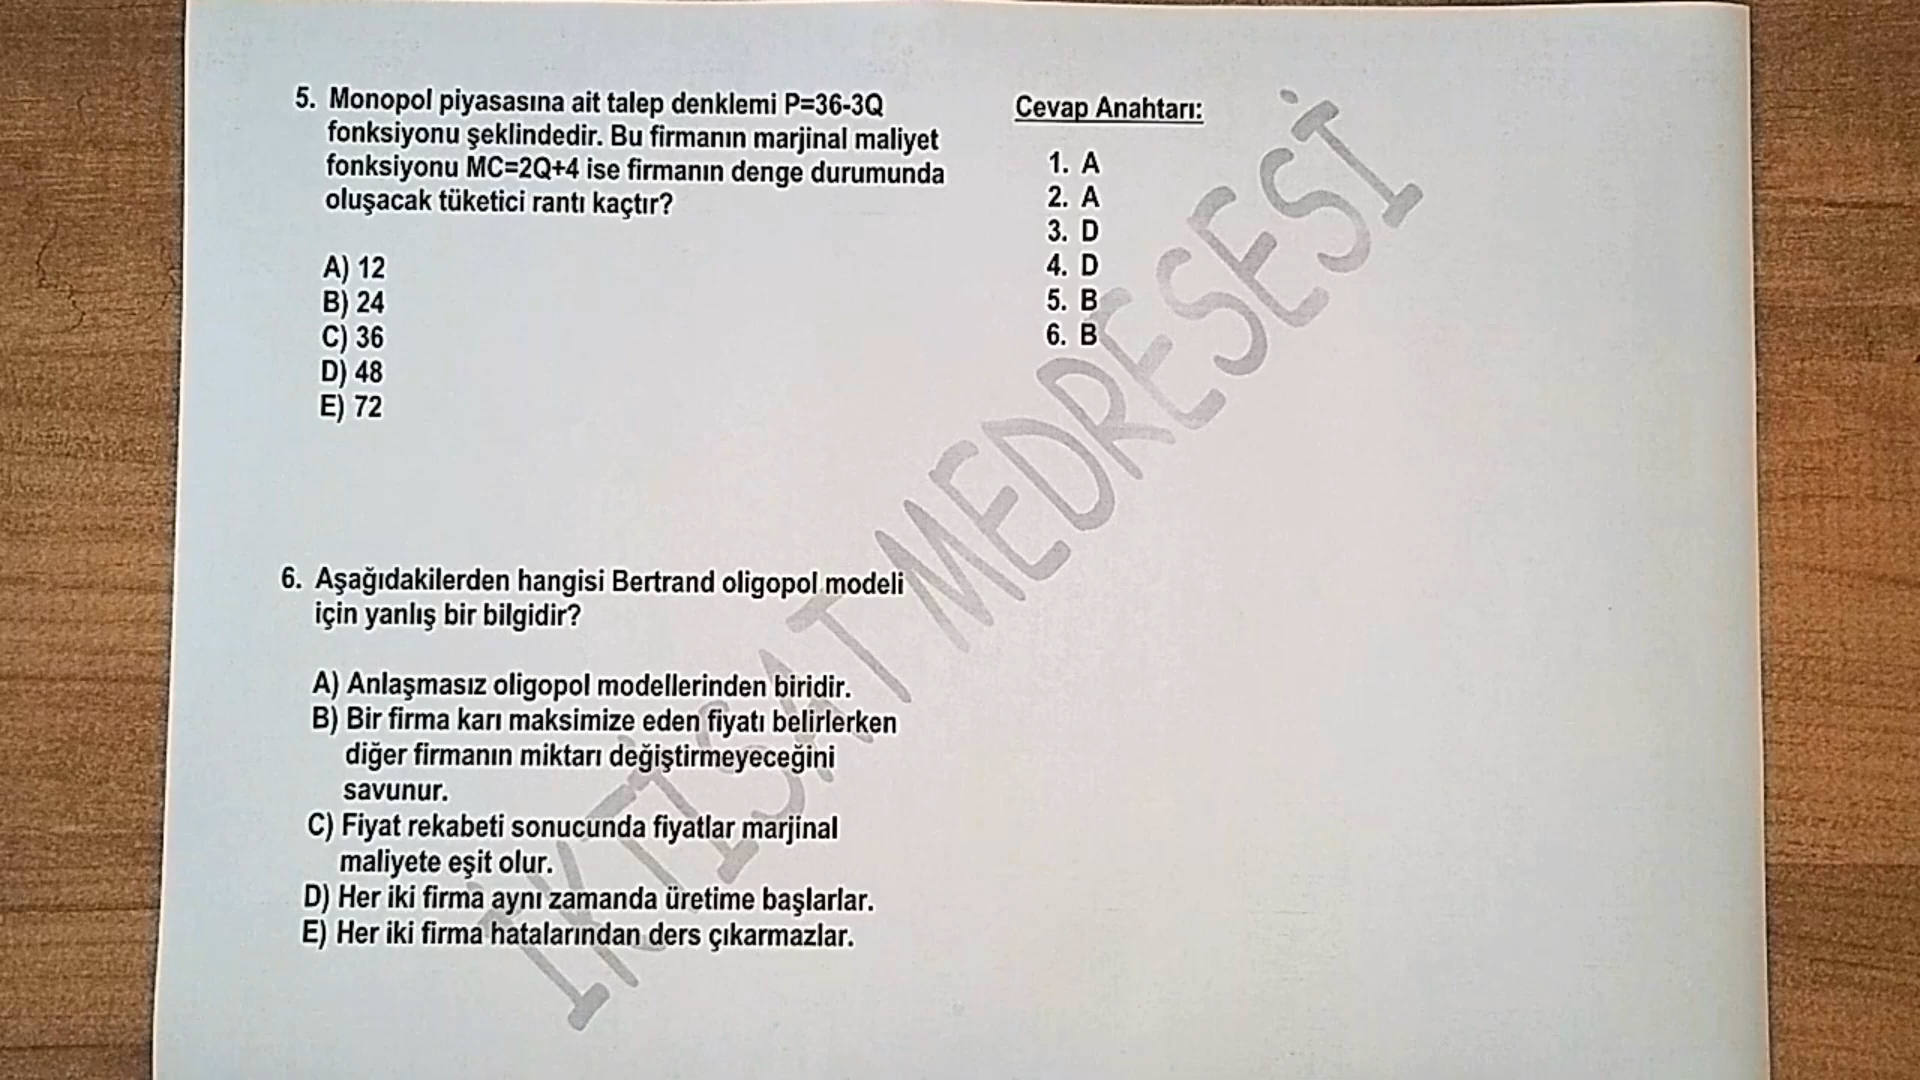 5. Monopol piyasasına ait talep denklemi P=36-3Q
fonksiyonu şeklindedir. Bu firmanın marjinal maliyet
fonksiyonu MC=2Q+4 ise firmanın denge durumunda
oluşacak tüketici rantı kaçtır?
A) 12
B) 24
C) 36
D) 48
E) 72
6. Aşağıdakilerden hangisi Bertrand oligopol modeli
için yanlış bir bilgidir?
A) Anlaşmasız oligopol modellerinden biridir.
B) Bir firma karı maksimize eden fiyatı belirlerken
diğer firmanın miktarı değiştirmeyeceğini
savunur.
C) Fiyat rekabeti sonucunda fiyatlar marjinal
maliyete eşit olur.
D) Her iki firma aynı zamanda üretime başlarlar.
E) Her iki firma hatalarından ders çıkarmazlar.
Cevap Anahtarı:
1. A
2. A
3. D
4. D
5. B
6. B
İKTİSAT MEDRESESİ